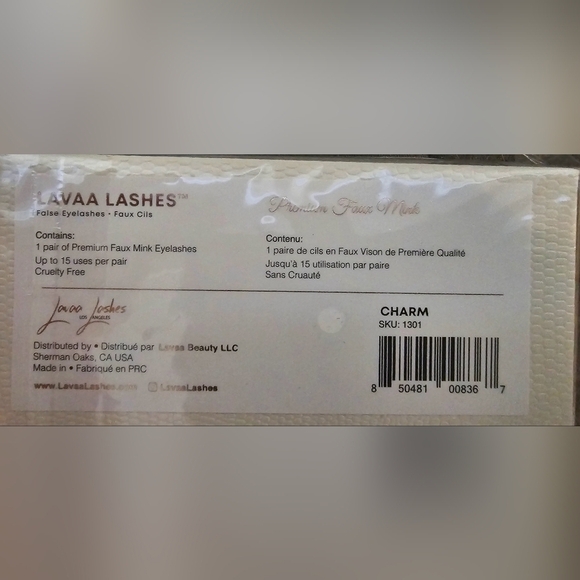 LAVAA LASHES™
False Eyelashes • Faux Cils
Premium Faux Mink
Contains:
1 pair of Premium Faux Mink Eyelashes
Up to 15 uses per pair
Cruelty Free
Contenu:
1 paire de cils en Faux Vison de Première Qualité
Jusqu'à 15 utilisation par paire
Sans Cruauté
Lavaa Lashes
LOS ANGELES
Distributed by • Distribué par Lavaa Beauty LLC
Sherman Oaks, CA USA
Made in • Fabriqué en PRC
www.LavaaLashes.com LavaaLashes
CHARM
SKU: 1301
8 50481 00836 7